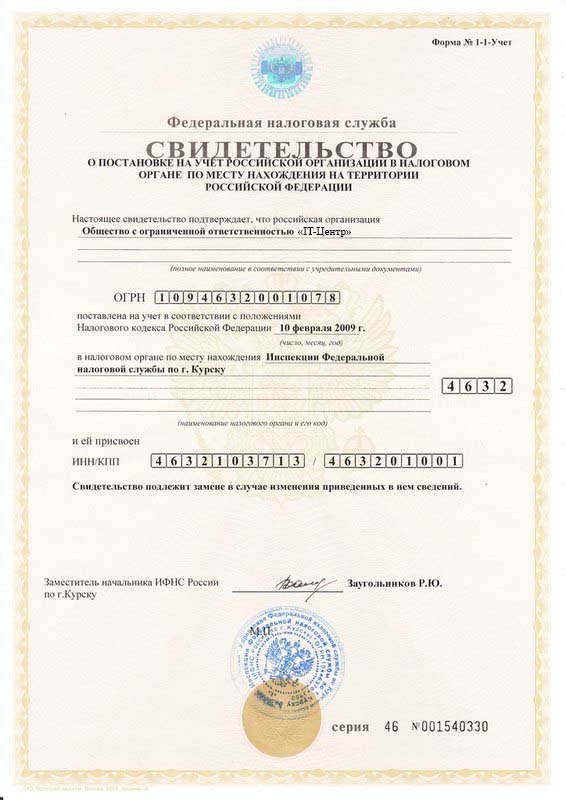 Форма № 1-1-Учет
Федеральная налоговая служба
СВИДЕТЕЛЬСТВО
О ПОСТАНОВКЕ НА УЧЕТ РОССИЙСКОЙ ОРГАНИЗАЦИИ В НАЛОГОВОМ
ОРГАНЕ ПО МЕСТУ НАХОЖДЕНИЯ НА ТЕРРИТОРИИ
РОССИЙСКОЙ ФЕДЕРАЦИИ
Настоящее свидетельство подтверждает, что российская организация
Общество с ограниченной ответственностью «IT-Центр»
(полное наименование в соответствии с учредительными документами)
ОГРН 1094632001078
поставлена на учет в соответствии с положениями
Налогового кодекса Российской Федерации 10 февраля 2009 г.
(число, месяц, год)
в налоговом органе по месту нахождения Инспекции Федеральной
налоговой службы по г. Курску
4632
(наименование налогового органа и его код)
и ей присвоен
ИНН/КПП 4632103713 / 463201001
Свидетельство подлежит замене в случае изменения приведенных в нем сведений.
Заместитель начальника ИФНС России
по г.Курску
Заугольников Р.Ю.
М.П.
серия 46 №001540330